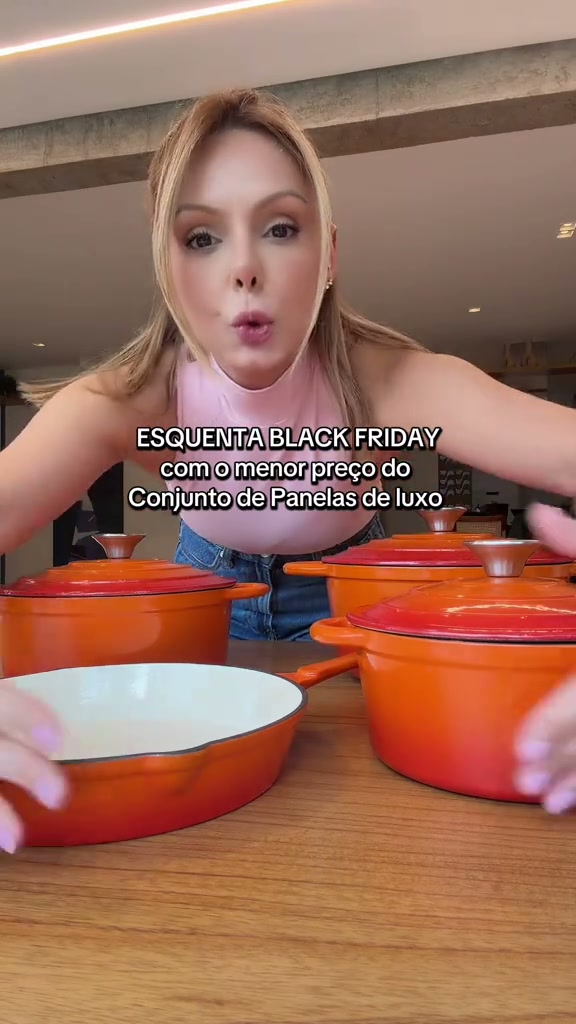 ESQUENTA BLACK FRIDAY
com o menor preço do
Conjunto de Panelas de luxo